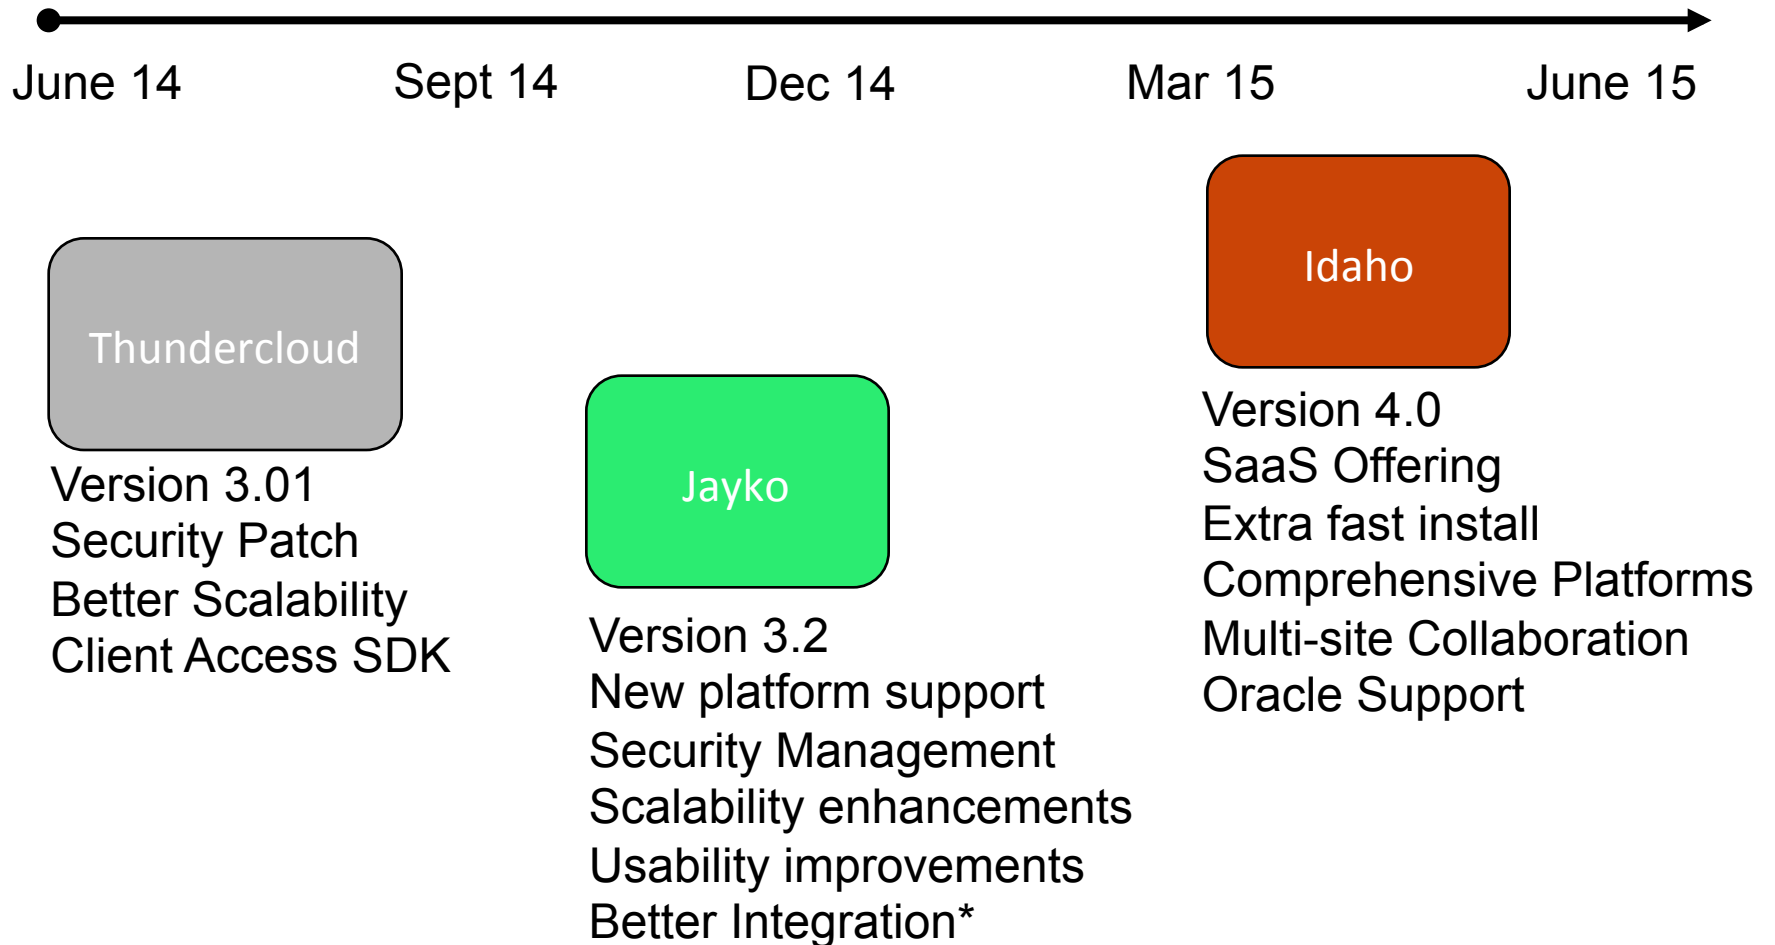 June 14
Sept 14
Dec 14
Mar 15
June 15
Thundercloud
Version 3.01
Security Patch
Better Scalability
Client Access SDK
Jayko
Version 3.2
New platform support
Security Management
Scalability enhancements
Usability improvements
Better Integration*
Idaho
Version 4.0
SaaS Offering
Extra fast install
Comprehensive Platforms
Multi-site Collaboration
Oracle Support